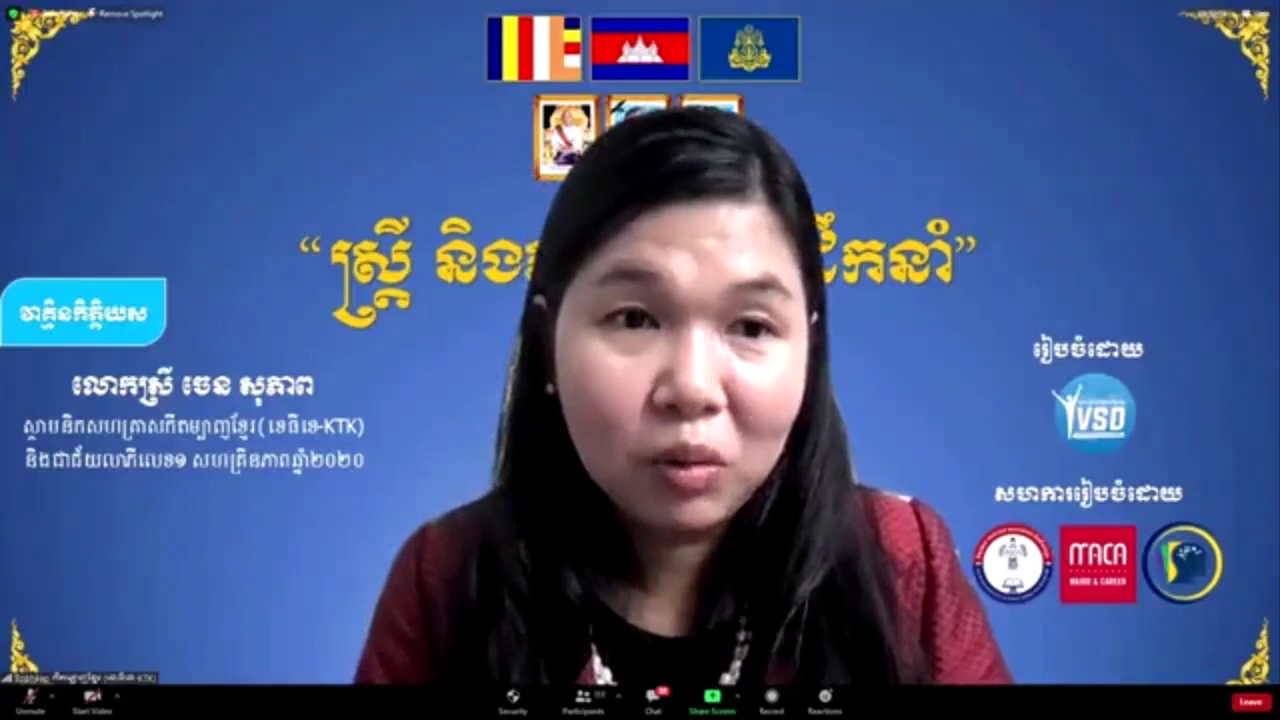 Remove Spotlight
“ស្ត្រី និង ដឹកនាំ”
វាគ្មិនកិត្តិយស
លោកស្រី ចេន សុភាព
ស្ថាបនិកសហគ្រាសកីតម្បាញខ្មែរ ( ខេធីខេ-KTK)
និងជាជ័យលាភីលេខ១ សហគ្រិនភាពឆ្នាំ២០២០
រៀបចំដោយ
VSD
សហការរៀបចំដោយ
MACA
MAJOR & CAREER
Unmute
Start Video
Security
Participants
Chat
Share Screen
Record
Reactions
Leave